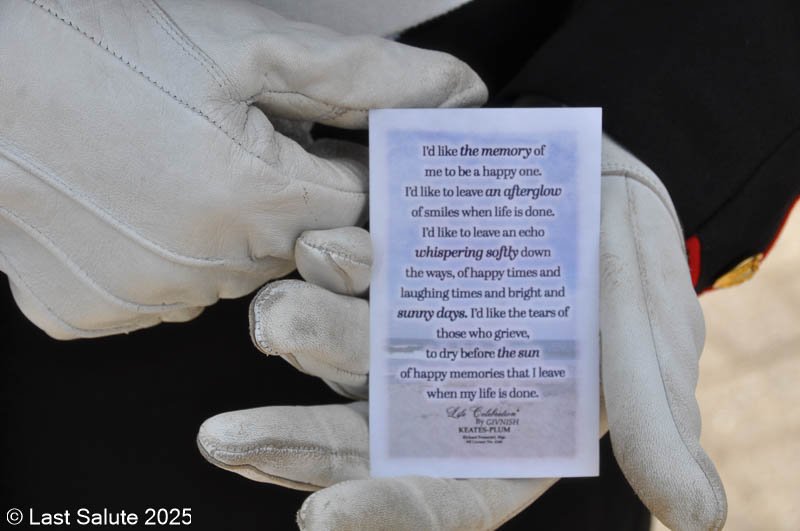 I'd like the memory of
me to be a happy one.
I'd like to leave an afterglow
of smiles when life is done.
I'd like to leave an echo
whispering softly down
the ways, of happy times and
laughing times and bright and
sunny days. I'd like the tears of
those who grieve,
to dry before the sun
of happy memories that I leave
when my life is done.
Life Celebration
By GIVNISH
KEATES-PLUM
© Last Salute 2025